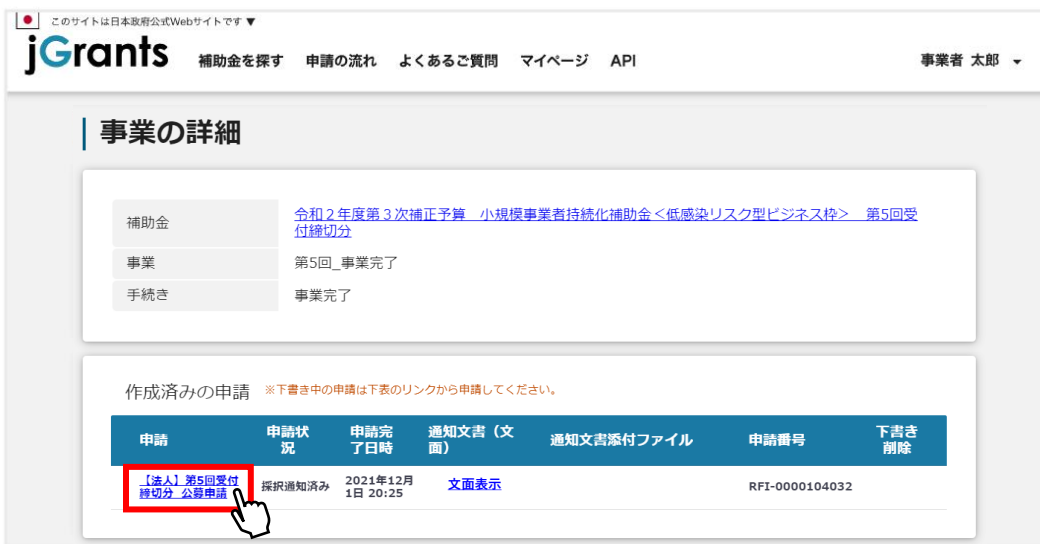 このサイトは日本政府公式Webサイトです ▼
jGrants 補助金を探す 申請の流れ よくあるご質問 マイページ API 事業者 太郎
事業の詳細
補助金 令和２年度第３次補正予算 小規模事業者持続化補助金＜低感染リスク型ビジネス枠＞ 第5回受
付締切分
事業 第5回_事業完了
手続き 事業完了
作成済みの申請 ※下書き中の申請は下表のリンクから申請してください。
申請 申請状況 申請完了日時 通知文書（文面） 通知文書添付ファイル 申請番号 下書き削除
【法人】第5回受付
締切分 公募申請 採択通知済み 2021年12月
1日 20:25 文面表示 RFI-0000104032